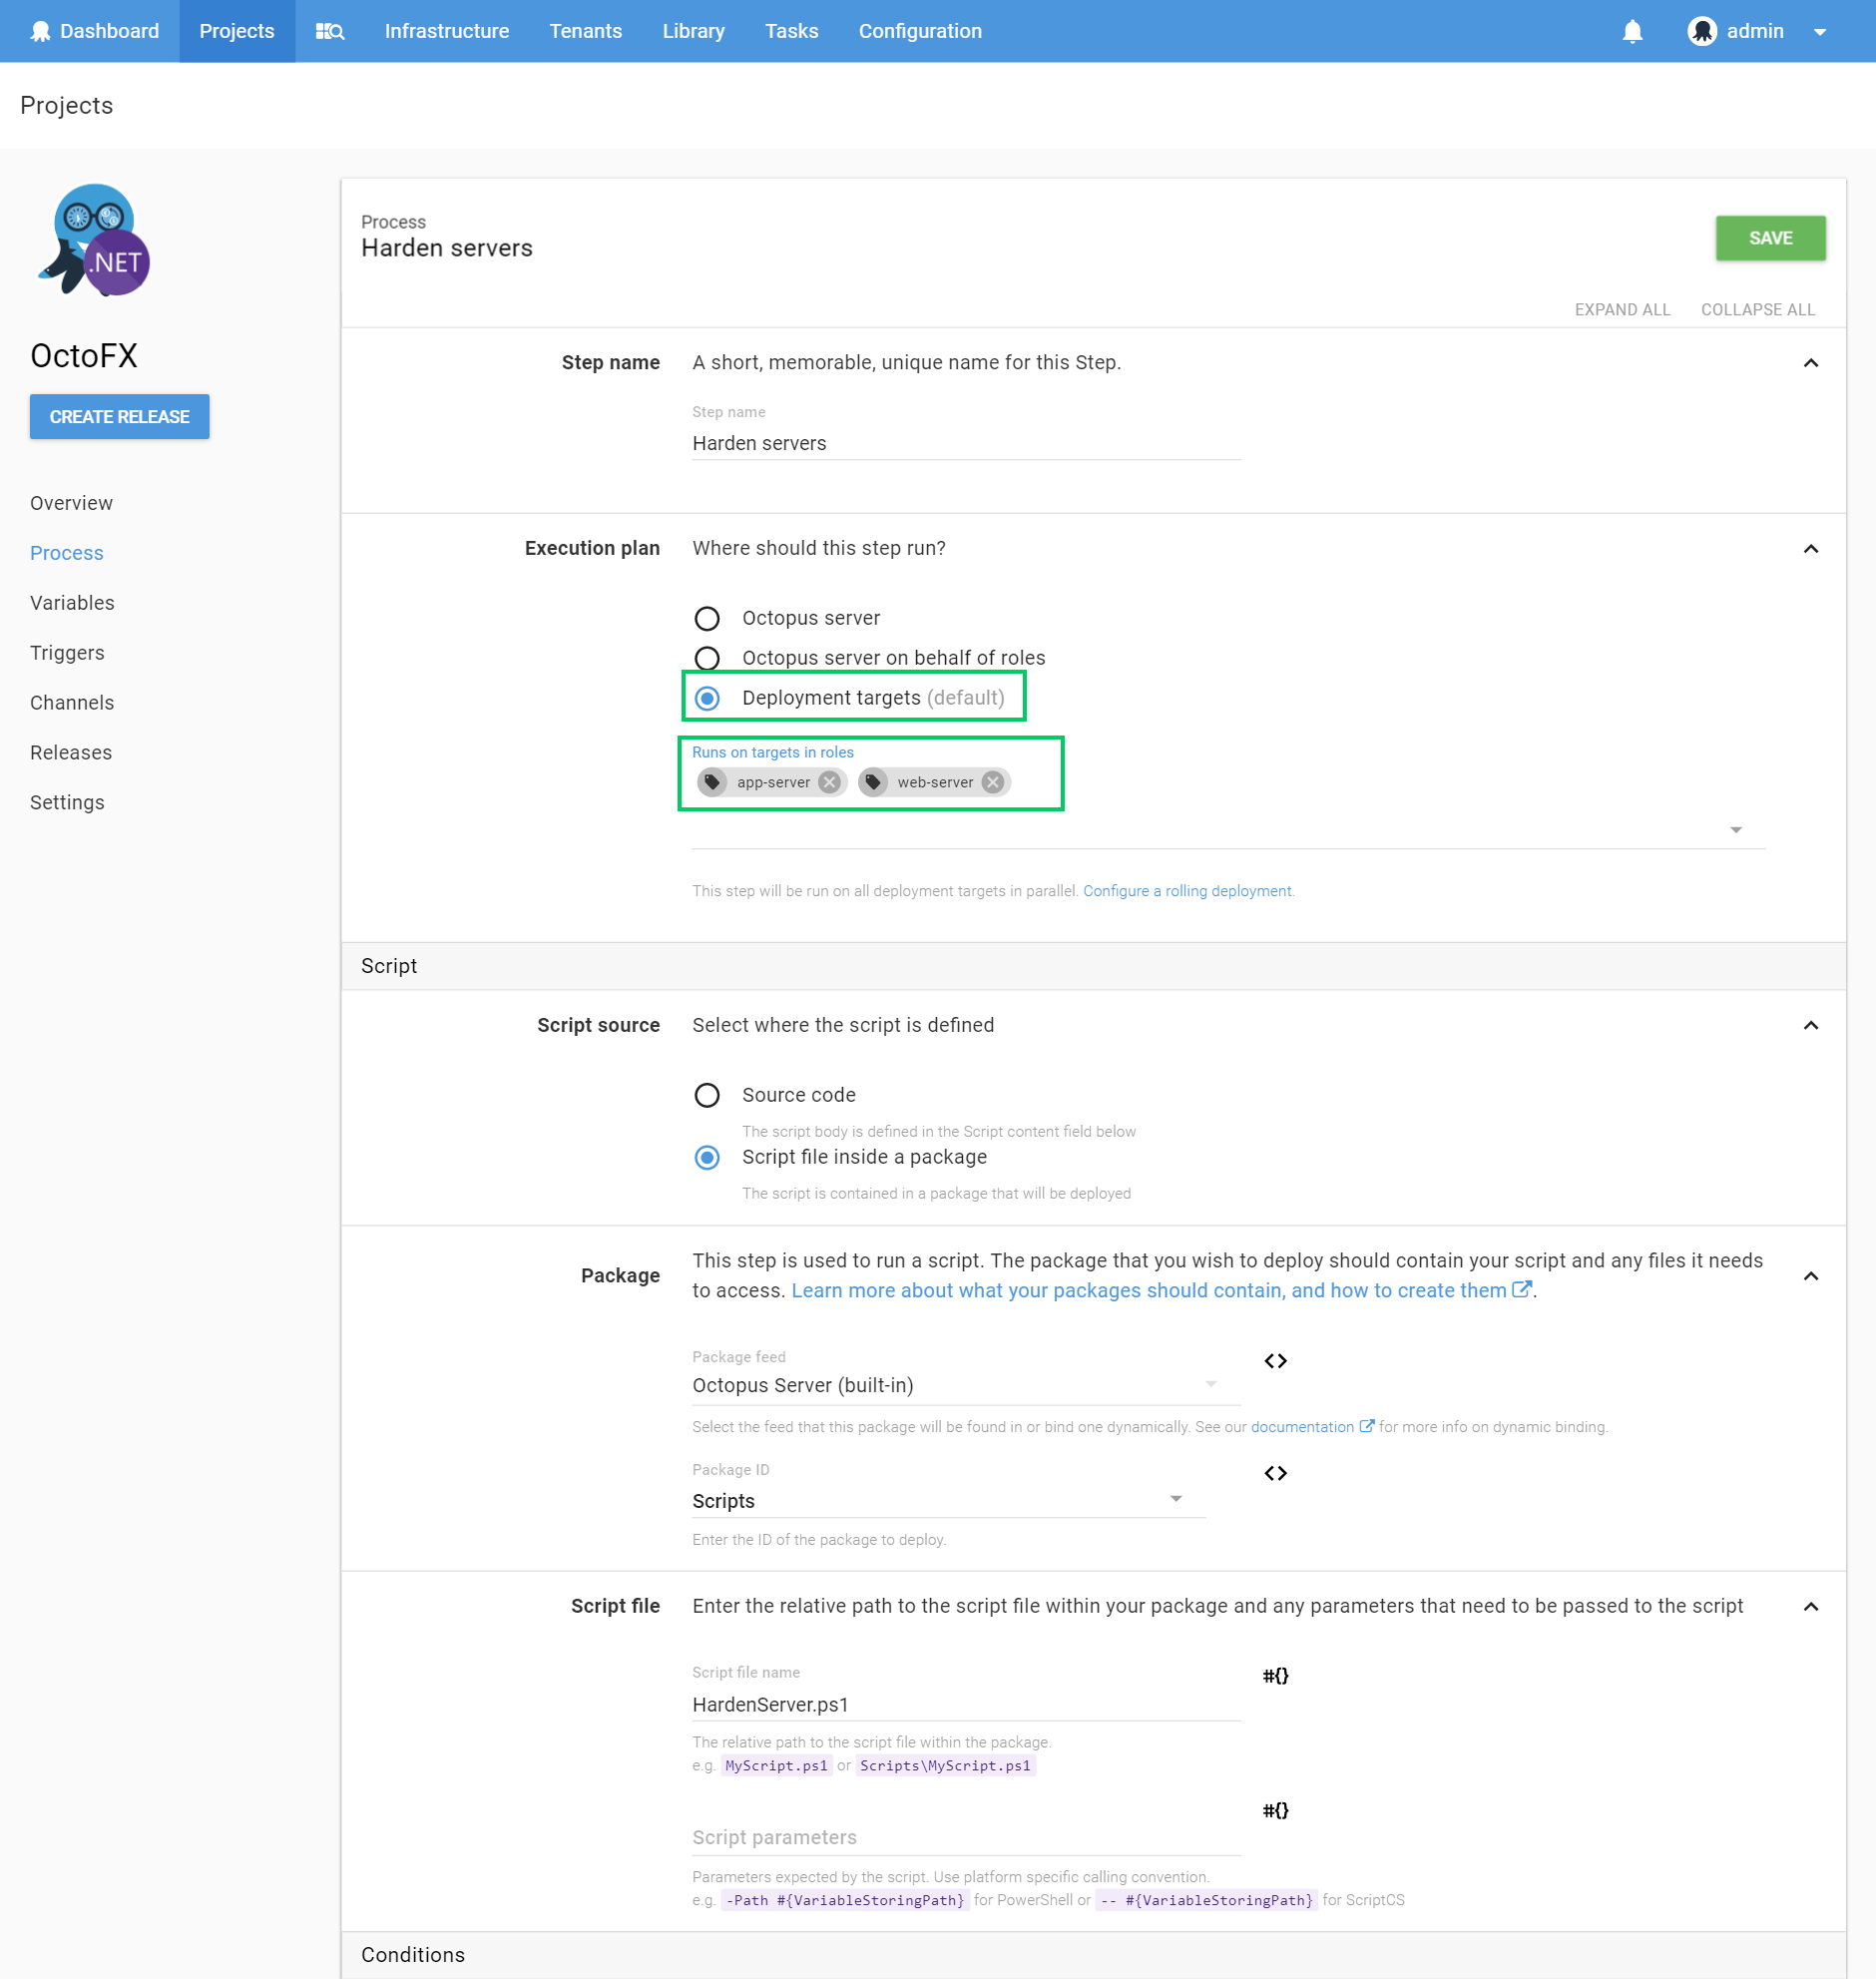 Dashboard Projects Infrastructure Tenants Library Tasks Configuration admin
Projects
.NET
OctoFX
CREATE RELEASE
Overview
Process
Variables
Triggers
Channels
Releases
Settings
Process
Harden servers
SAVE
EXPAND ALL COLLAPSE ALL
Step name A short, memorable, unique name for this Step.
Step name
Harden servers
Execution plan Where should this step run?
Octopus server
Octopus server on behalf of roles
Deployment targets (default)
Runs on targets in roles
app-server web-server
This step will be run on all deployment targets in parallel. Configure a rolling deployment.
Script
Script source Select where the script is defined
Source code
The script body is defined in the Script content field below
Script file inside a package
The script is contained in a package that will be deployed
Package This step is used to run a script. The package that you wish to deploy should contain your script and any files it needs
to access. Learn more about what your packages should contain, and how to create them.
Package feed
Octopus Server (built-in)
Select the feed that this package will be found in or bind one dynamically. See our documentation for more info on dynamic binding.
Package ID
Scripts
Enter the ID of the package to deploy.
Script file Enter the relative path to the script file within your package and any parameters that need to be passed to the script
Script file name
#{}
HardenServer.ps1
The relative path to the script file within the package.
e.g. MyScript.ps1 or Scripts\MyScript.ps1
#{}
Script parameters
Parameters expected by the script. Use platform specific calling convention.
e.g. -Path #{VariableStoringPath} for PowerShell or -- #{VariableStoringPath} for ScriptCS
Conditions